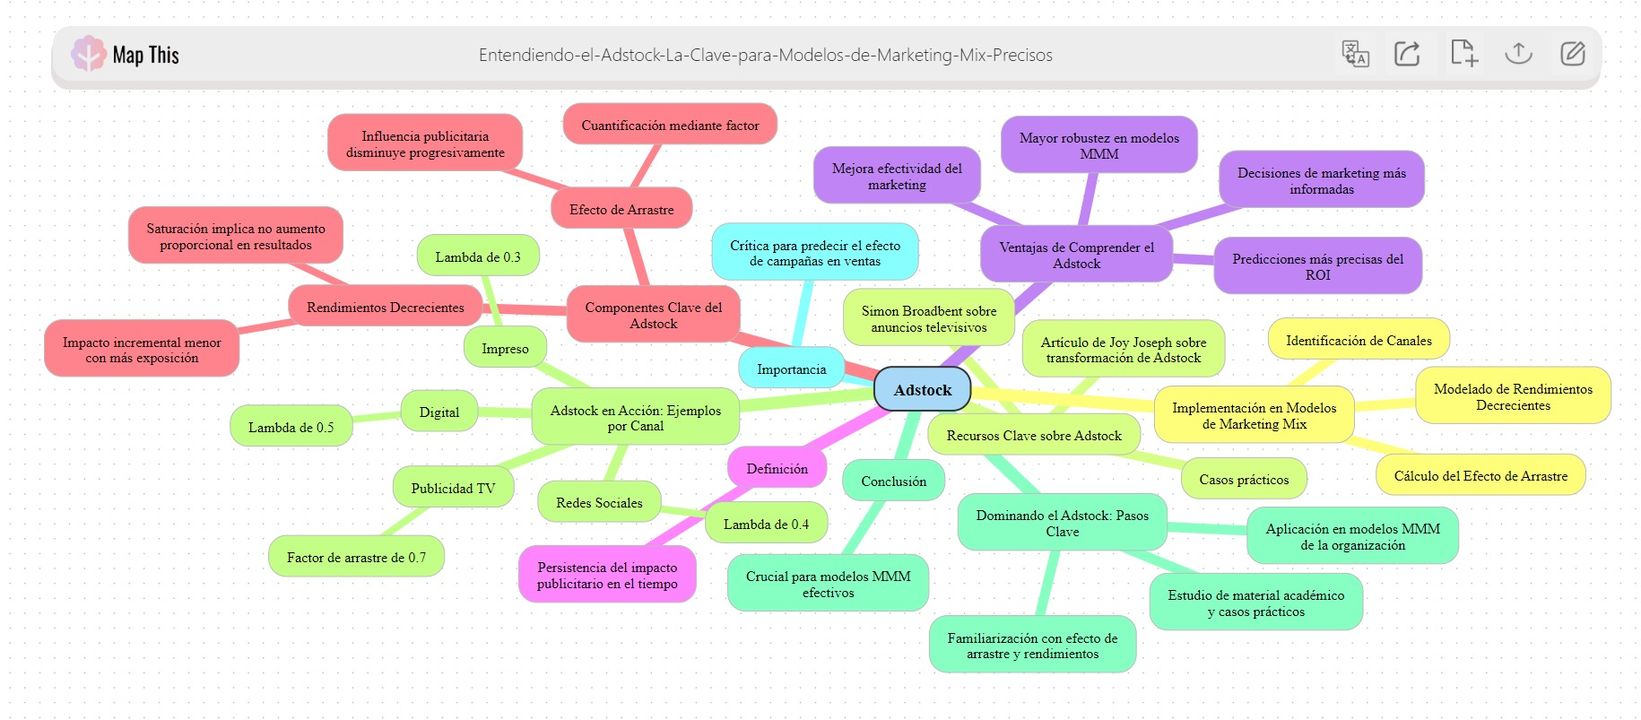 Map This
Entendiendo-el-Adstock-La-Clave-para-Modelos-de-Marketing-Mix-Precisos
Influencia publicitaria
disminuye progresivamente
Cuantificación mediante factor
Efecto de Arrastre
Saturación implica no aumento
proporcional en resultados
Rendimientos Decrecientes
Impacto incremental menor
con más exposición
Componentes Clave del
Adstock
Crítica para predecir el efecto
de campañas en ventas
Importancia
Mejora efectividad del
marketing
Mayor robustez en modelos
MMM
Decisiones de marketing más
informadas
Ventajas de Comprender el
Adstock
Predicciones más precisas del
ROI
Lambda de 0.3
Impreso
Digital
Lambda de 0.5
Adstock en Acción: Ejemplos
por Canal
Publicidad TV
Factor de arrastre de 0.7
Redes Sociales
Lambda de 0.4
Adstock
Definición
Persistencia del impacto
publicitario en el tiempo
Conclusión
Crucial para modelos MMM
efectivos
Simon Broadbent sobre
anuncios televisivos
Artículo de Joy Joseph sobre
transformación de Adstock
Recursos Clave sobre Adstock
Casos prácticos
Identificación de Canales
Implementación en Modelos
de Marketing Mix
Modelado de Rendimientos
Decrecientes
Cálculo del Efecto de Arrastre
Dominando el Adstock: Pasos
Clave
Aplicación en modelos MMM
de la organización
Estudio de material académico
y casos prácticos
Familiarización con efecto de
arrastre y rendimientos